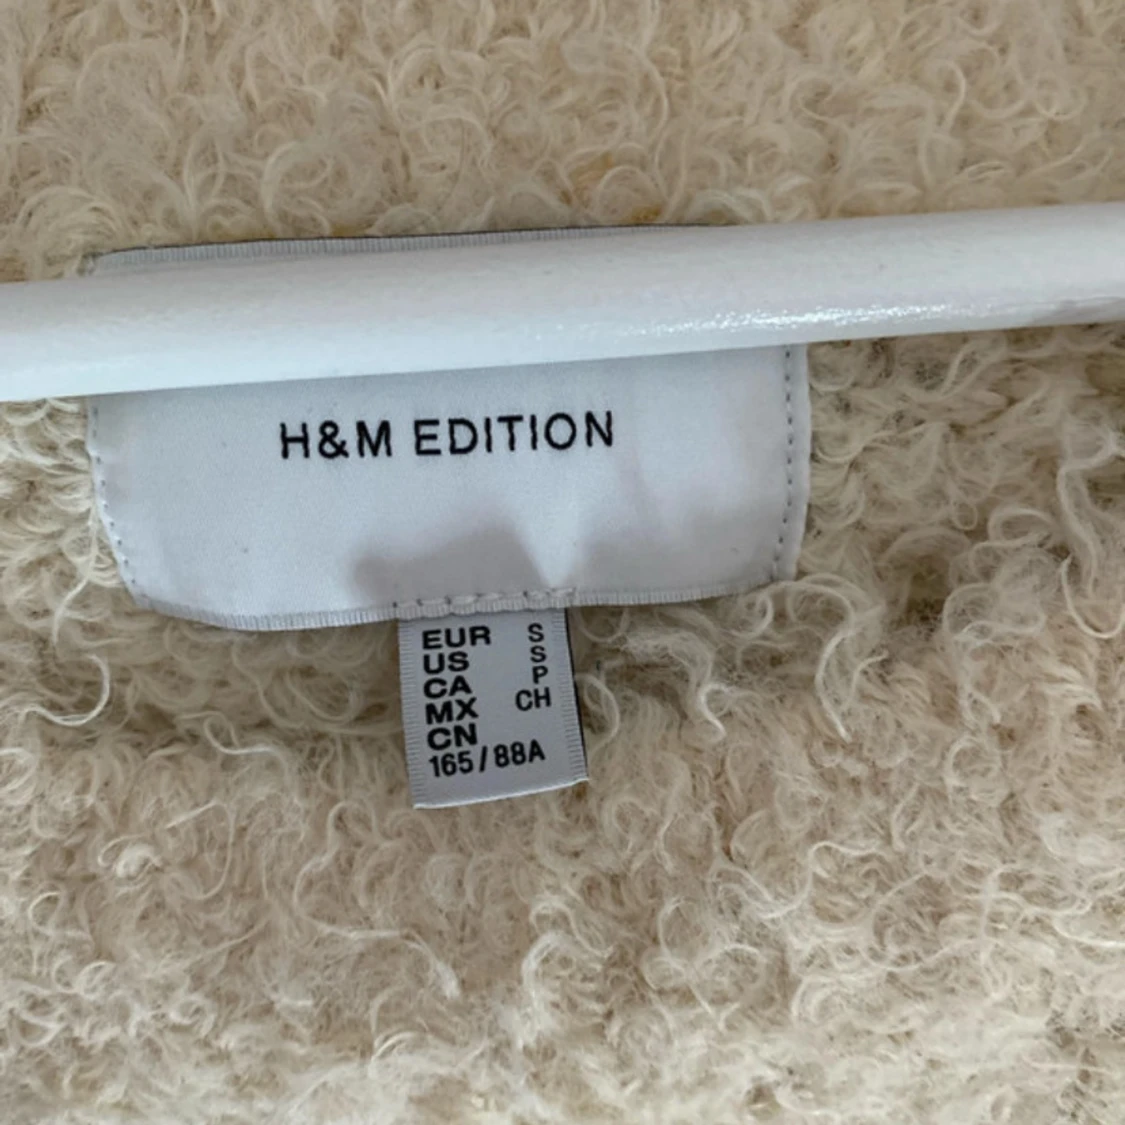 H&M EDITION
EUR S
US S
CA P
MX CH
CN
165/88A